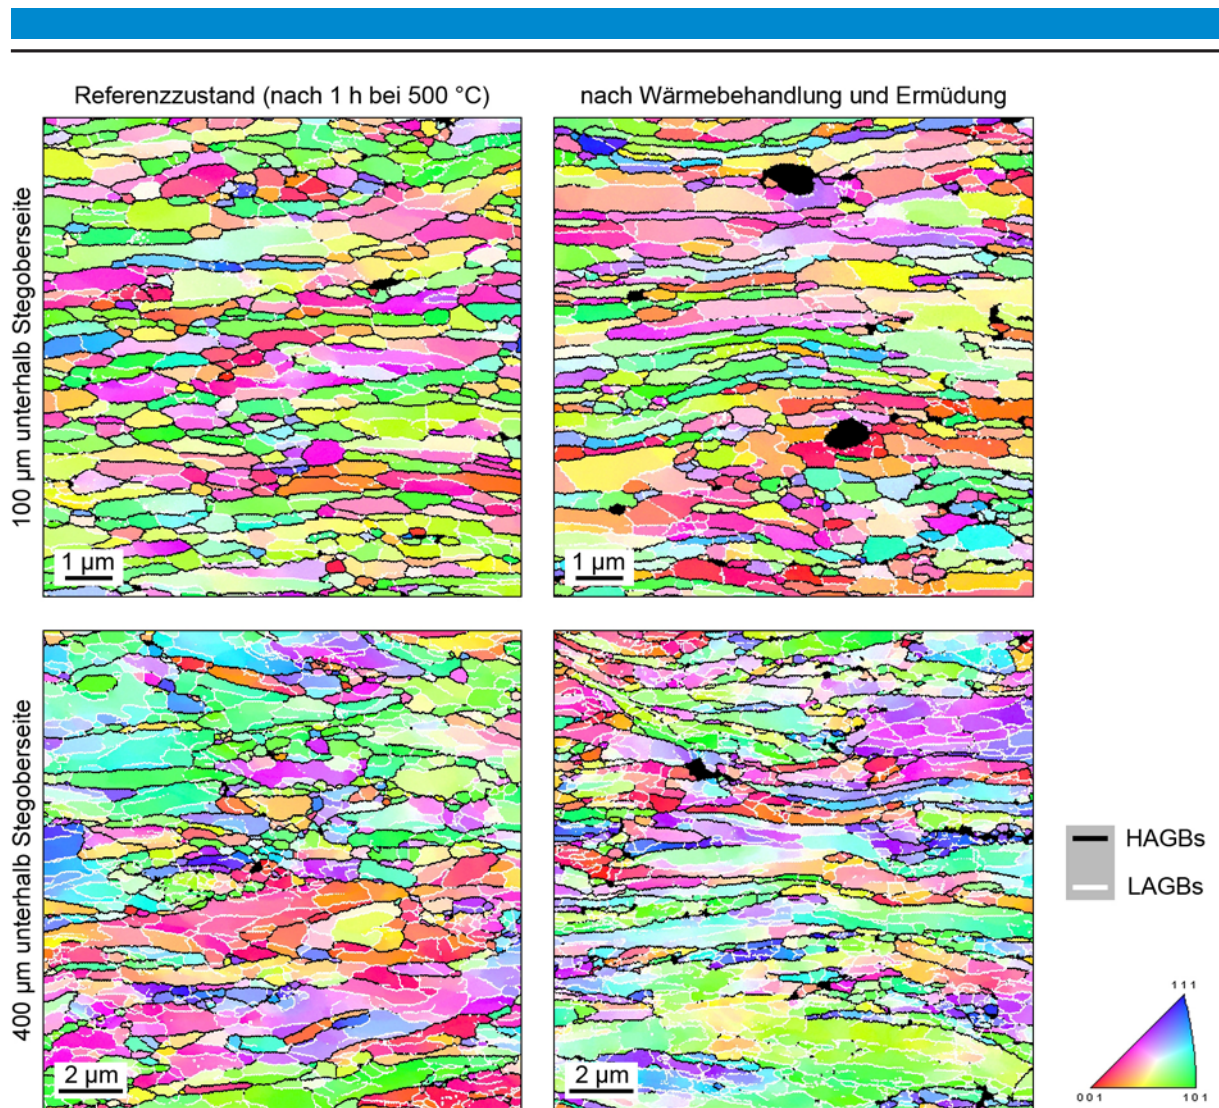 Referenzzustand (nach 1 h bei 500 °C)
nach Wärmebehandlung und Ermüdung
100 µm unterhalb Stegoberseite
1 µm
1 µm
400 µm unterhalb Stegoberseite
2 µm
2 µm
HAGBs
LAGBs
111
001
101